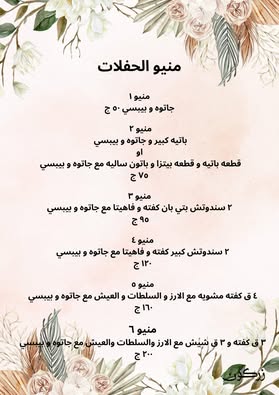 منيو الحفلات
منيو ١
جاتوه و بيبسي ٥٠ ج
منيو ٢
باتيه كبير و جاتوه و بيبسي
او
قطعه باتيه و قطعه بيتزا و باتون ساليه مع جاتوه و بيبسي
٧٥ ج
منيو ٣
٢ سندوتش بتي بان كفته و فاهيتا مع جاتوه و بيبسي
٩٥ ج
منيو ٤
٢ سندوتش كبير كفته و فاهيتا مع جاتوه و بيبسي
١٢٠ ج
منيو ٥
٤ ق كفته مشويه مع الارز و السلطات و العيش مع جاتوه و بيبسي
١٦٠ ج
منيو ٦
٣ ق كفته و ٣ ق شيش مع الارز والسلطات والعيش مع جاتوه و بيبسي
٢٠٠ ج